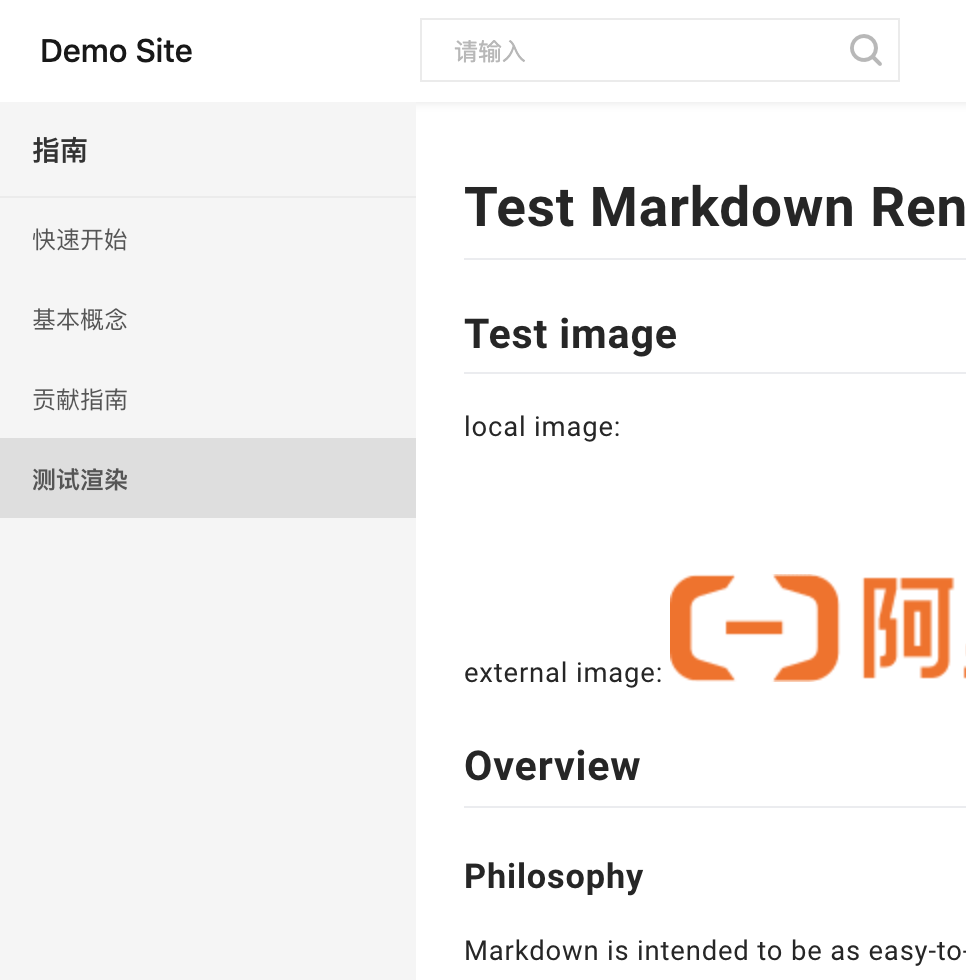 Demo Site
请输入
指南
快速开始
基本概念
贡献指南
测试渲染
Test Markdown Ren
Test image
local image:
external image: 阿
Overview
Philosophy
Markdown is intended to be as easy-to-